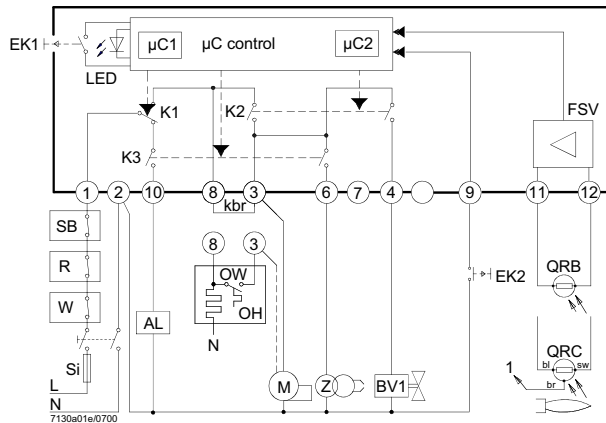 EK1
LED
µC1
µC control
µC2
K1
K2
K3
FSV
1
2
10
8
3
6
7
4
9
11
12
kbr
SB
R
W
Si
L
N
8
3
OW
OH
N
AL
M
Z
BV1
EK2
QRB
QRC
bl
sw
br
1
7130a01e/0700